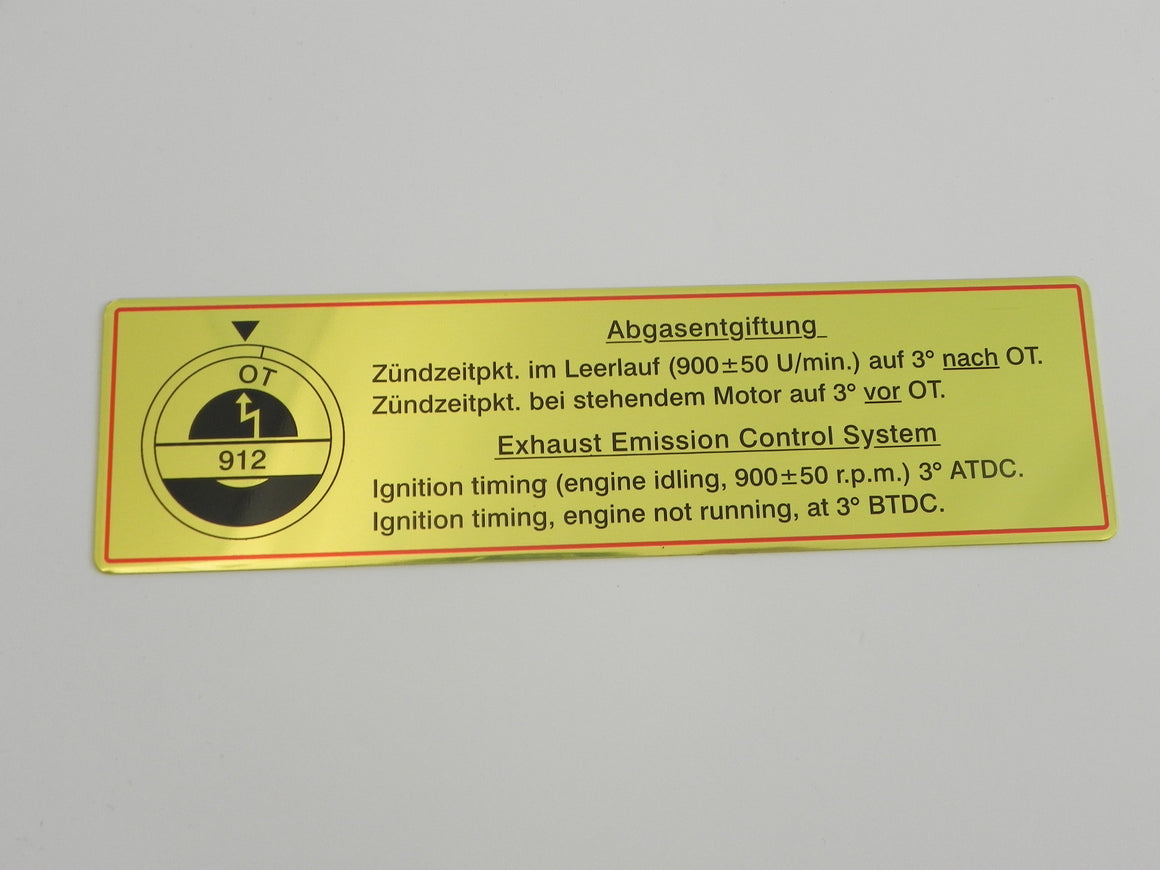 OT
912
Abgasentgiftung
Zündzeitpkt. im Leerlauf (900±50 U/min.) auf 3° nach OT.
Zündzeitpkt. bei stehendem Motor auf 3° vor OT.
Exhaust Emission Control System
Ignition timing (engine idling, 900±50 r.p.m.) 3° ATDC.
Ignition timing, engine not running, at 3° BTDC.